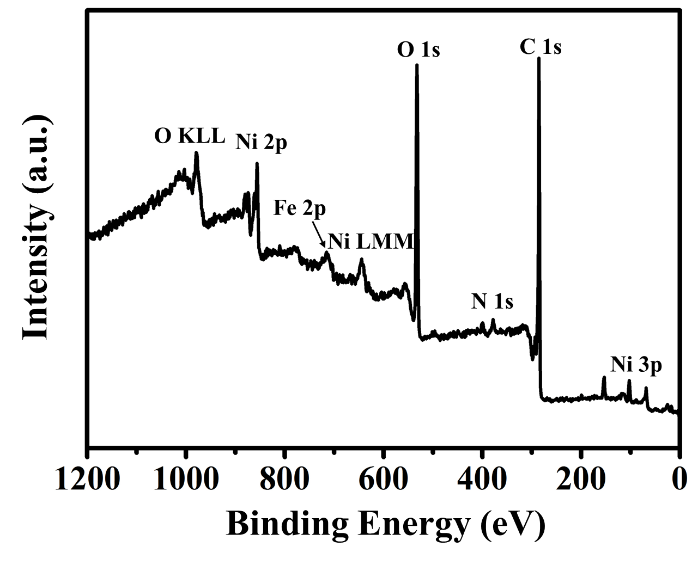 O 1s
C 1s
O KLL
Ni 2p
Fe 2p
Ni LMM
N 1s
Ni 3p
Intensity (a.u.)
1200 1000 800 600 400 200 0
Binding Energy (eV)